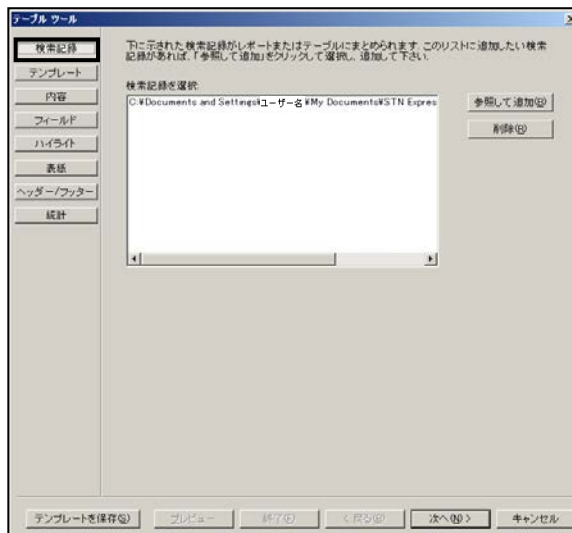 テーブル ツール
検索記録
テンプレート
内容
フィールド
ハイライト
表紙
ヘッダー/フッター
統計
下に示された検索記録がレポートまたはテーブルにまとめられます.このリストに追加したい検索
記録があれば、「参照して追加」をクリックして選択し、追加して下さい.
検索記録を選択:
C:¥Documents and Settings¥ユーザー名¥My Documents¥STN Expres
参照して追加(B)
削除(R)
テンプレートを保存(S)
プレビュー
終了(F)
< 戻る(B)
次へ(N) >
キャンセル